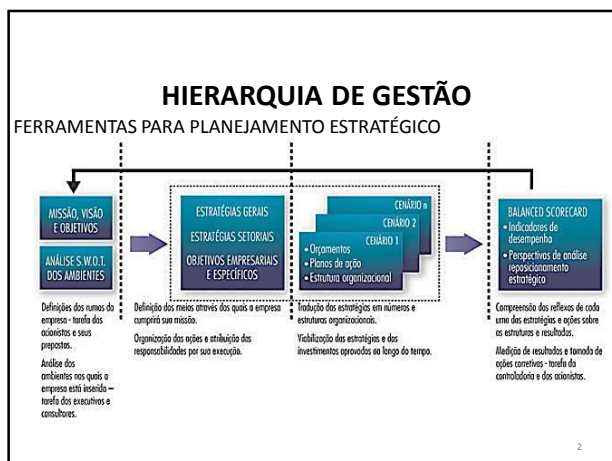 HIERARQUIA DE GESTÃO
FERRAMENTAS PARA PLANEJAMENTO ESTRATÉGICO
MISSÃO, VISÃO
E OBJETIVOS
ANÁLISE S.W.O.T.
DOS AMBIENTES
Definições dos rumos da
empresa - tarefa dos
acionistas e seus
prepostos.
Análise dos
ambientes nos quais a
empresa está inserida –
tarefa dos executivos e
consultores.
ESTRATÉGIAS GERAIS
ESTRATÉGIAS SETORIAIS
OBJETIVOS EMPRESARIAIS
E ESPECÍFICOS
Definição dos meios através dos quais a empresa
cumprirá sua missão.
Organização das ações e atribuição das
responsabilidades por sua execução.
CENÁRIO n
CENÁRIO 2
CENÁRIO 1
• Orçamentos
• Planos de ação
• Estrutura organizacional
Tradução das estratégias em números e
estruturas organizacionais.
Viabilização das estratégias e dos
investimentos aprovados ao longo do tempo.
BALANCED SCORECARD
• Indicadores de
desempenho
• Perspectivas de análise
reposicionamento
estratégico
Compreensão dos reflexos de cada
uma das estratégias e ações sobre
as estruturas e resultados.
Medição de resultados e tomada de
ações corretivas - tarefa da
controladoria e dos acionistas.
2